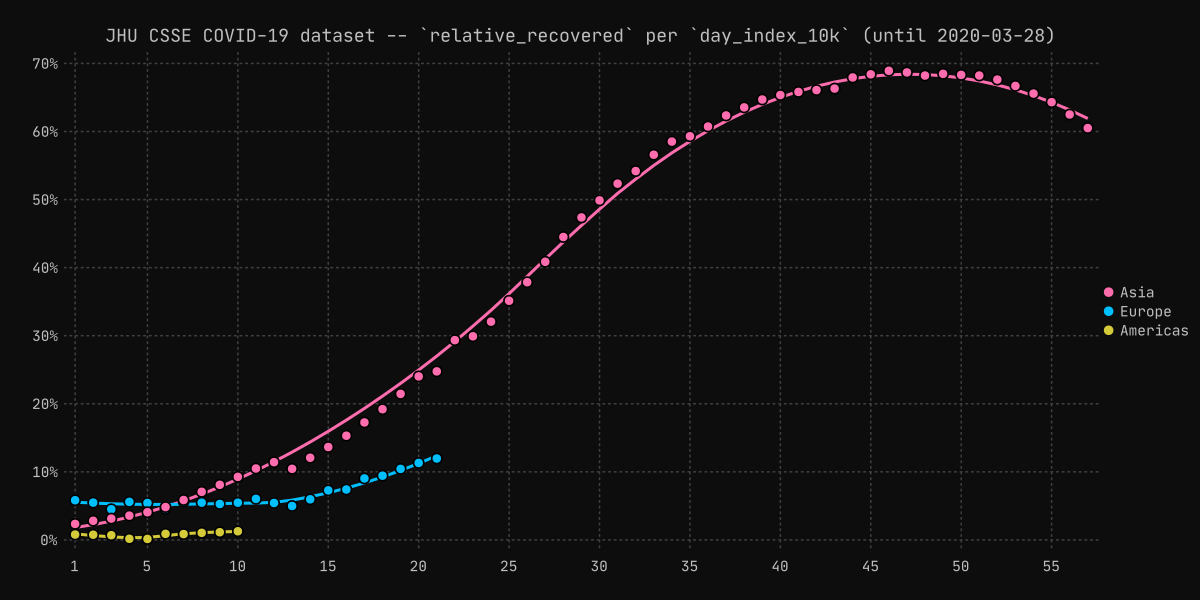 JHU CSSE COVID-19 dataset -- `relative_recovered` per `day_index_10k` (until 2020-03-28)
70%
60%
50%
40%
30%
20%
10%
0%
1 5 10 15 20 25 30 35 40 45 50 55
Asia
Europe
Americas